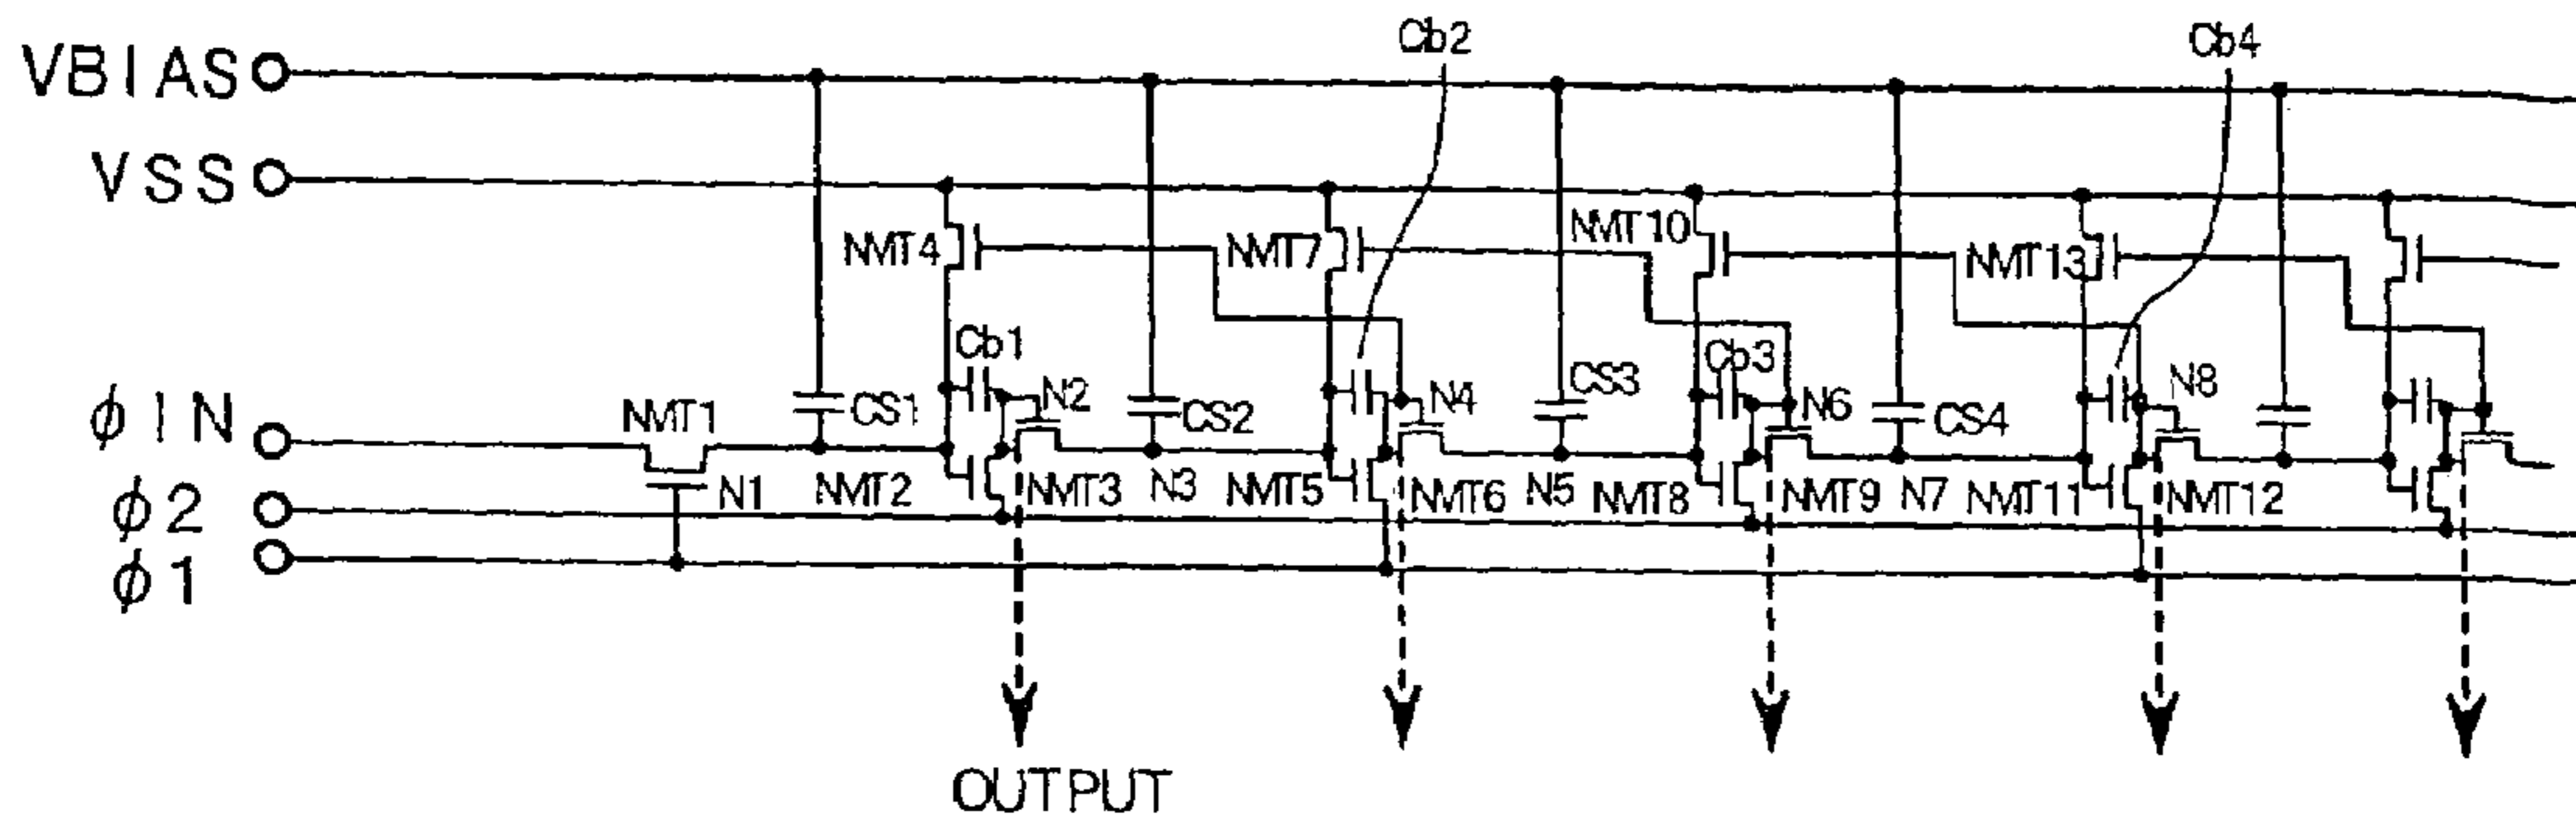 Cb2
Cb4
VBIAS
VSS
NMT4
NMT7
NMT10
NMT13
Cb1
Cb3
N2
N4
N6
N8
CS1
CS2
CS3
CS4
φIN
NMT1
N1
NMT2
NMT3
N3
NMT5
NMT6
N5
NMT8
NMT9
N7
NMT11
NMT12
φ2
φ1
OUTPUT